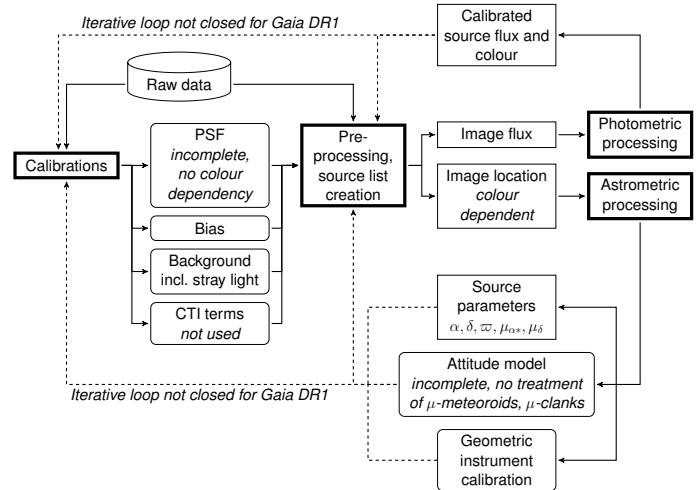 Iterative loop not closed for Gaia DR1
Calibrated
source flux and
colour
Raw data
PSF
incomplete,
no colour
dependency
Pre-
processing,
source list
creation
Image flux
Photometric
processing
Calibrations
Image location
colour
dependent
Astrometric
processing
Bias
Background
incl. stray light
CTI terms
not used
Source
parameters
α, δ, ϖ, μα∗, μδ
Attitude model
incomplete, no treatment
of μ-meteoroids, μ-clanks
Iterative loop not closed for Gaia DR1
Geometric
instrument
calibration